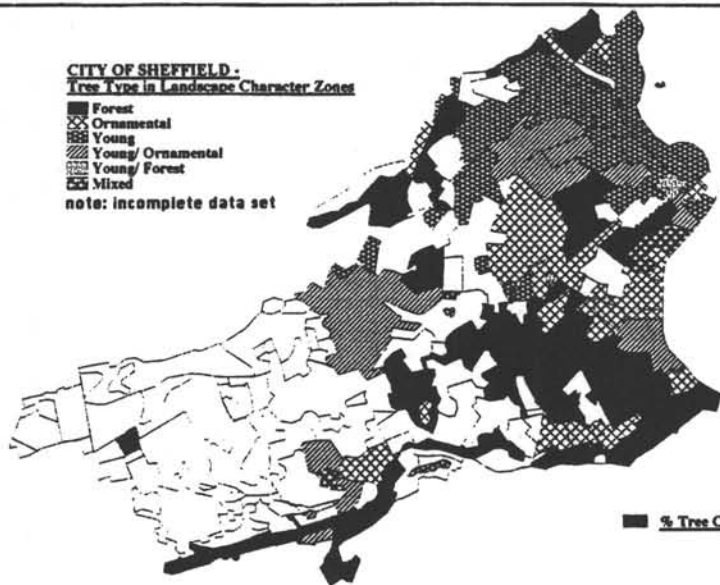 CITY OF SHEFFIELD -
Tree Type in Landscape Character Zones
Forest
Ornamental
Young
Young/ Ornamental
Young/ Forest
Mixed
note: incomplete data set
% Tree